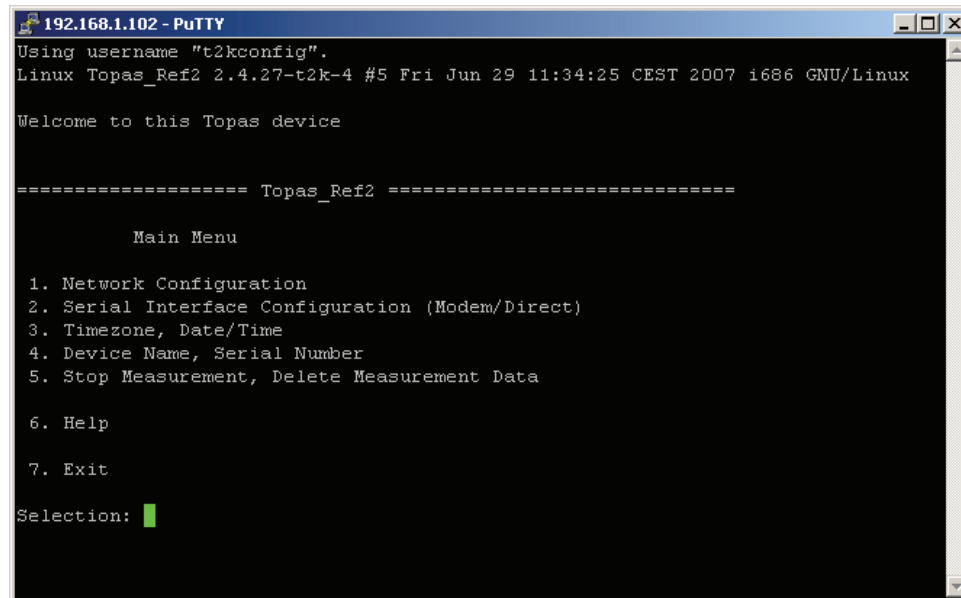 192.168.1.102 - PuTTY
Using username "t2kconfig".
Linux Topas_Ref2 2.4.27-t2k-4 #5 Fri Jun 29 11:34:25 CEST 2007 i686 GNU/Linux
Welcome to this Topas device
==================== Topas_Ref2 ==============================
Main Menu
1. Network Configuration
2. Serial Interface Configuration (Modem/Direct)
3. Timezone, Date/Time
4. Device Name, Serial Number
5. Stop Measurement, Delete Measurement Data
6. Help
7. Exit
Selection: